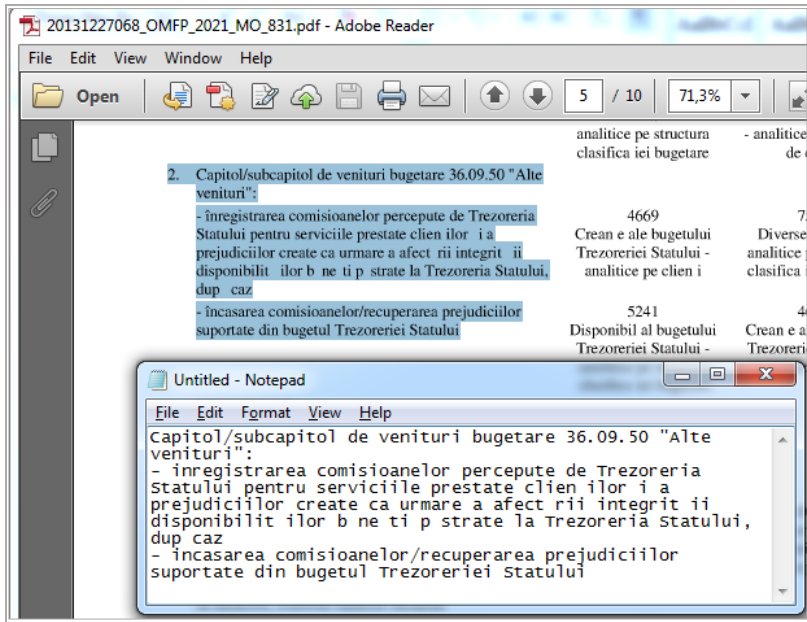 20131227068_OMFP_2021_MO_831.pdf - Adobe Reader
File Edit View Window Help
Open 5 / 10 71,3%
analitice pe structura - analitice
clasifica iei bugetare de
2. Capitol/subcapitol de venituri bugetare 36.09.50 "Alte
venituri":
- înregistrarea comisioanelor percepute de Trezoreria 4669
Statului pentru serviciile prestate clien ilor i a Crean e ale bugetului Diverse
prejudiciilor create ca urmare a afect rii integrit ii Trezoreriei Statului - analitice
disponibilit ilor b ne ti p strate la Trezoreria Statului, analitice pe clien i clasifica
dup caz
- încasarea comisioanelor/recuperarea prejudiciilor 5241
suportate din bugetul Trezoreriei Statului Disponibil al bugetului Crean e a
Trezoreriei Statului - Trezoreri
Untitled - Notepad
File Edit Format View Help
Capitol/subcapitol de venituri bugetare 36.09.50 "Alte
venituri":
- inregistrarea comisioanelor percepute de Trezoreria
Statului pentru serviciile prestate clien ilor i a
prejudiciilor create ca urmare a afect rii integrit ii
disponibilit ilor b ne ti p strate la Trezoreria Statului,
dup caz
- incasarea comisioanelor/recuperarea prejudiciilor
suportate din bugetul Trezoreriei Statului